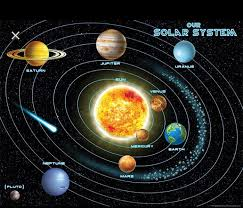 OUR
SOLAR SYSTEM
SATURN
JUPITER
URANUS
SUN
VENUS
MERCURY
EARTH
MARS
NEPTUNE
[PLUTO]